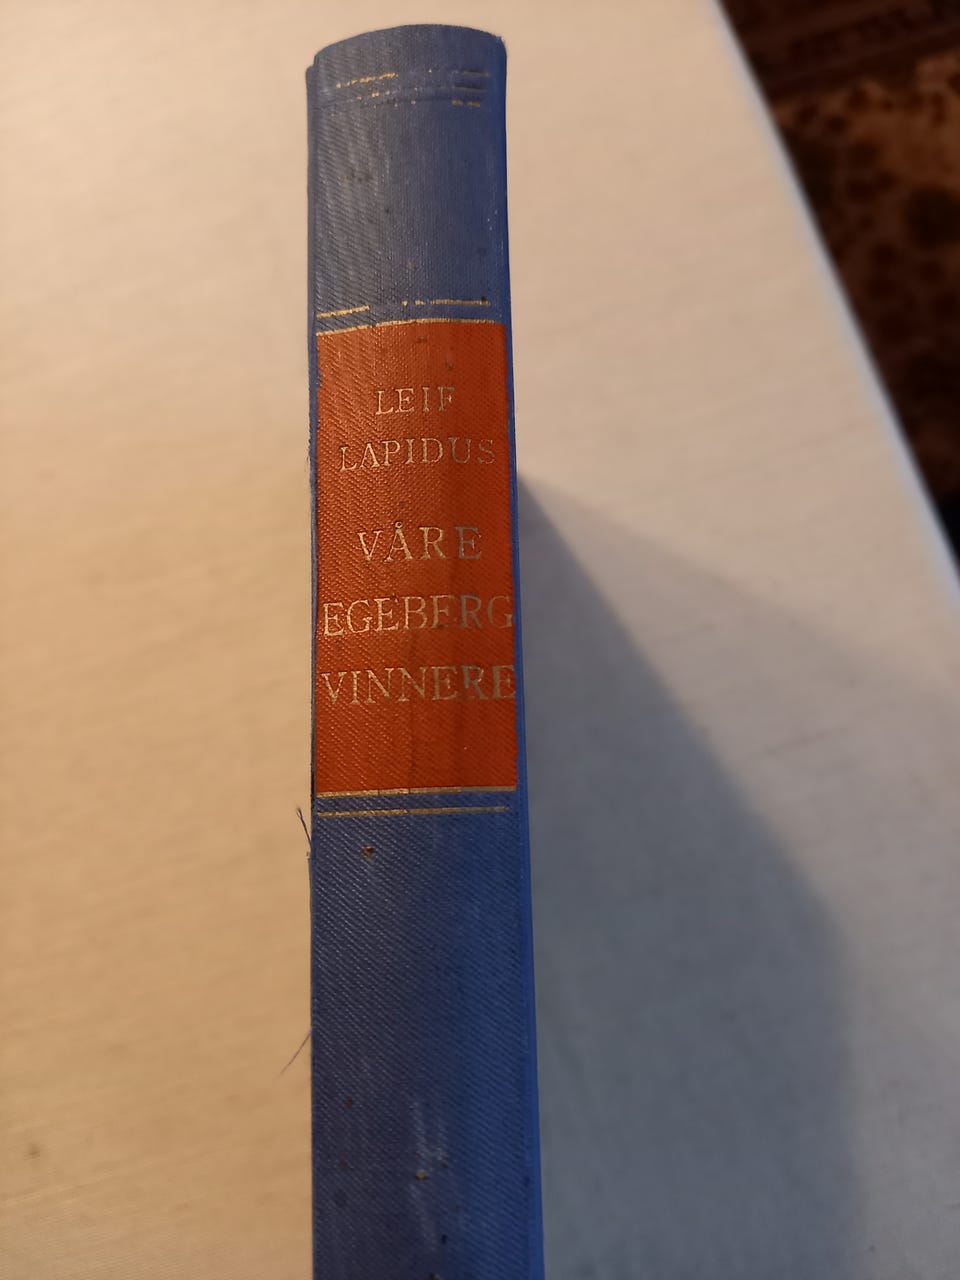 LEIF
LAPIDUS
VÅRE
EGEBERG
VINNERE